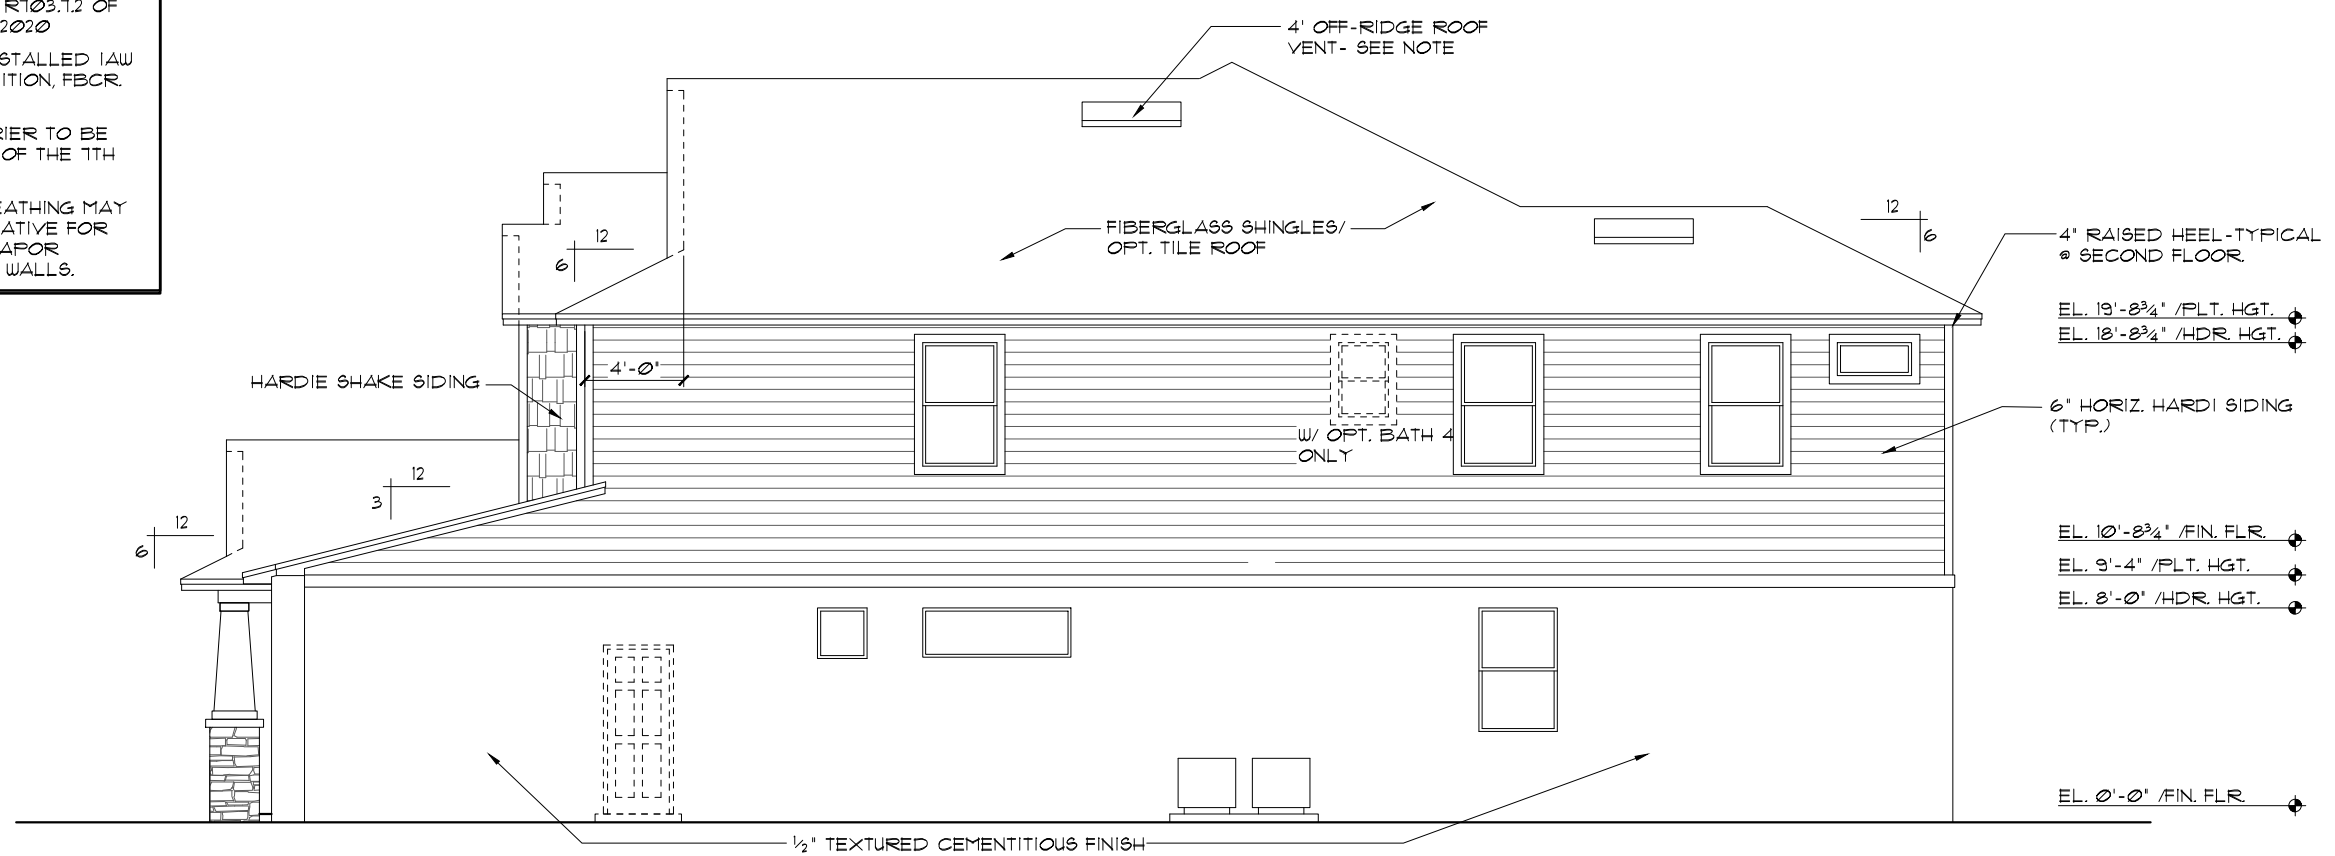 R703.7.2 OF
2020
STALLED IAW
ITION, FBCR.
RIER TO BE
OF THE 7TH
EATHING MAY
ATIVE FOR
APOR
WALLS.
4' OFF-RIDGE ROOF
VENT- SEE NOTE
FIBERGLASS SHINGLES/
OPT. TILE ROOF
12
6
12
6
4" RAISED HEEL-TYPICAL
@ SECOND FLOOR.
EL. 19'-8¾" /PLT. HGT.
EL. 18'-8¾" /HDR. HGT.
4'-0"
HARDIE SHAKE SIDING
6" HORIZ. HARDI SIDING
(TYP.)
W/ OPT. BATH 4
ONLY
12
3
12
6
EL. 10'-8¾" /FIN. FLR.
EL. 9'-4" /PLT. HGT.
EL. 8'-0" /HDR. HGT.
EL. 0'-0" /FIN. FLR.
½" TEXTURED CEMENTITIOUS FINISH